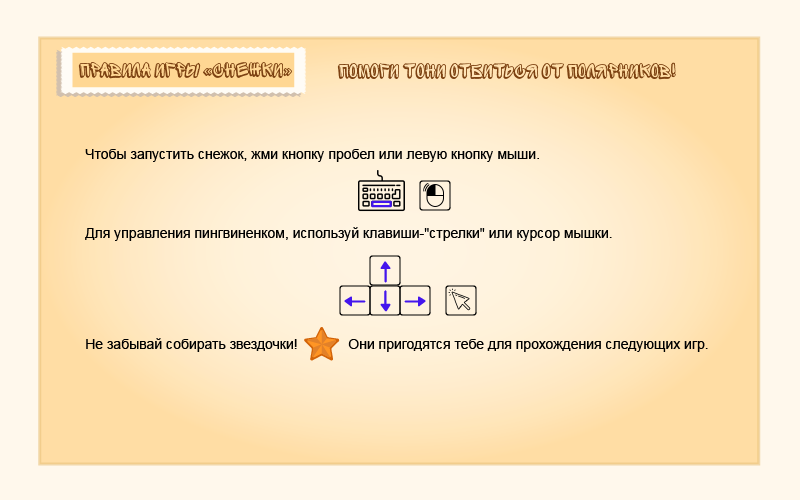 ПРАВИЛА ИГРЫ «СНЕЖКИ»
ПОМОГИ ТОНИ ОТБИТЬСЯ ОТ ПОЛЯРНИКОВ!
Чтобы запустить снежок, жми кнопку пробел или левую кнопку мыши.
Для управления пингвиненком, используй клавиши-"стрелки" или курсор мышки.
Не забывай собирать звездочки! Они пригодятся тебе для прохождения следующих игр.